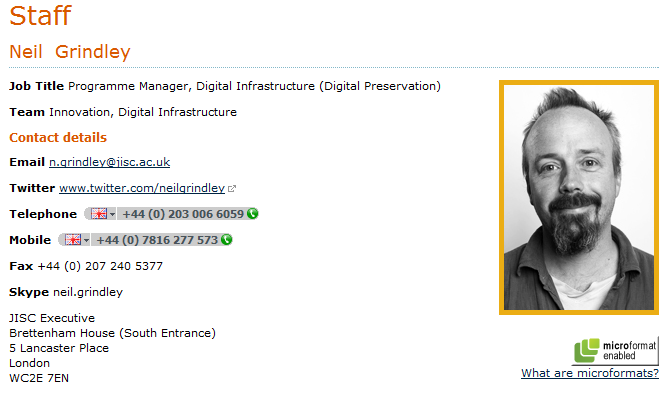 Staff
Neil Grindley
Job Title Programme Manager, Digital Infrastructure (Digital Preservation)
Team Innovation, Digital Infrastructure
Contact details
Email n.grindley@jisc.ac.uk
Twitter www.twitter.com/neilgrindley
Telephone +44 (0) 203 006 6059
Mobile +44 (0) 7816 277 573
Fax +44 (0) 207 240 5377
Skype neil.grindley
JISC Executive
Brettenham House (South Entrance)
5 Lancaster Place
London
WC2E 7EN
microformat
enabled
What are microformats?